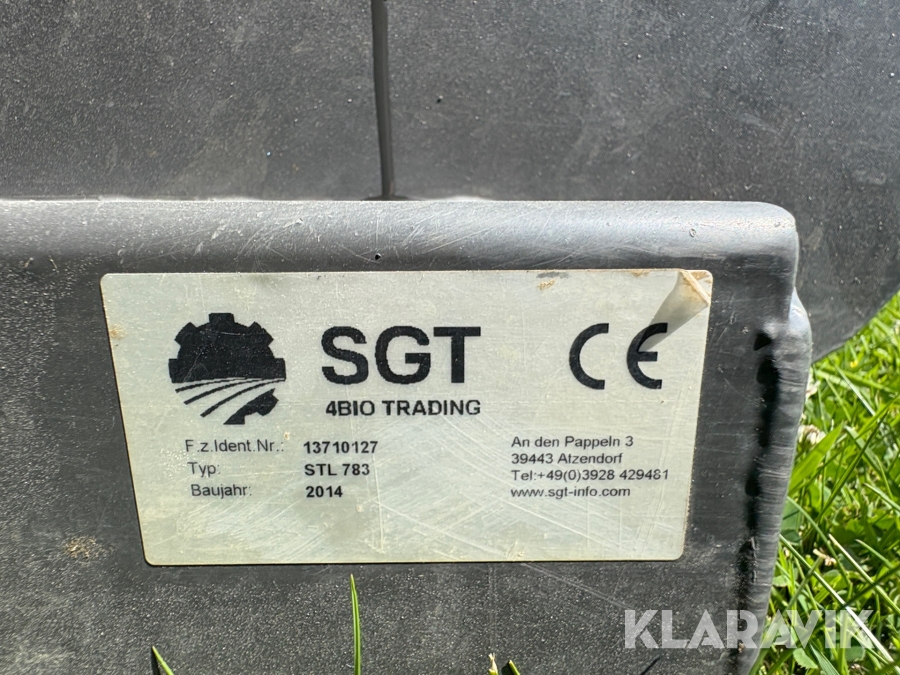 SGT
4BIO TRADING
CE
F.z.Ident.Nr.: 13710127
Typ: STL 783
Baujahr: 2014
An den Pappeln 3
39443 Atzendorf
Tel:+49(0)3928 429481
www.sgt-info.com
KLARAVIK